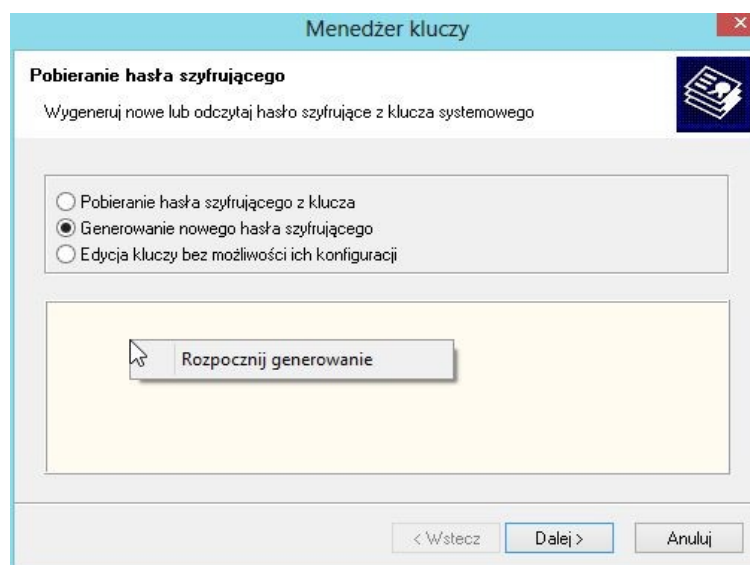 Menedżer kluczy
Pobieranie hasła szyfrującego
Wygeneruj nowe lub odczytaj hasło szyfrujące z klucza systemowego
Pobieranie hasła szyfrującego z klucza
Generowanie nowego hasła szyfrującego
Edycja kluczy bez możliwości ich konfiguracji
Rozpocznij generowanie
< Wstecz Dalej > Anuluj